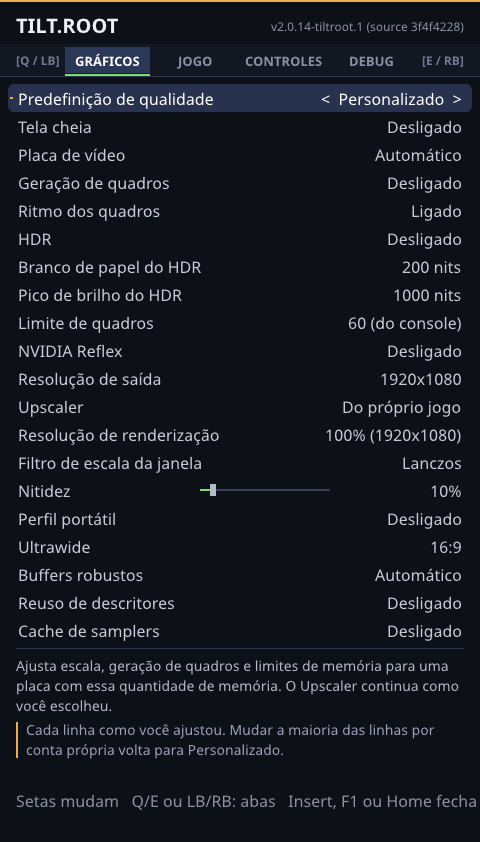 TILT.ROOT v2.0.14-tiltroot.1 (source 3f4f4228)
[Q / LB] GRÁFICOS JOGO CONTROLES DEBUG [E / RB]
Predefinição de qualidade < Personalizado >
Tela cheia Desligado
Placa de vídeo Automático
Geração de quadros Desligado
Ritmo dos quadros Ligado
HDR Desligado
Branco de papel do HDR 200 nits
Pico de brilho do HDR 1000 nits
Limite de quadros 60 (do console)
NVIDIA Reflex Desligado
Resolução de saída 1920x1080
Upscaler Do próprio jogo
Resolução de renderização 100% (1920x1080)
Filtro de escala da janela Lanczos
Nitidez 10%
Perfil portátil Desligado
Ultrawide 16:9
Buffers robustos Automático
Reuso de descritores Desligado
Cache de samplers Desligado
Ajusta escala, geração de quadros e limites de memória para uma
placa com essa quantidade de memória. O Upscaler continua como
você escolheu.
Cada linha como você ajustou. Mudar a maioria das linhas por
conta própria volta para Personalizado.
Setas mudam Q/E ou LB/RB: abas Insert, F1 ou Home fecha